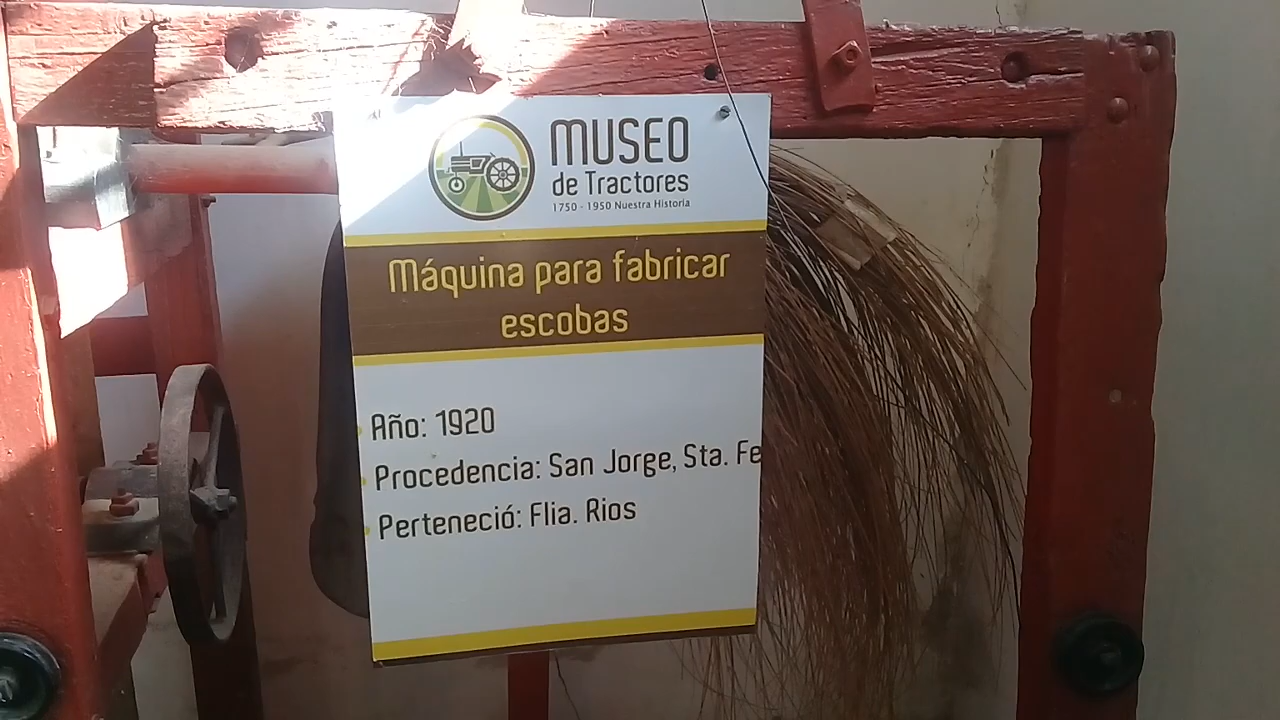 MUSEO
de Tractores
1750 - 1950 Nuestra Historia
Máquina para fabricar
escobas
Año: 1920
Procedencia: San Jorge, Sta. Fe
Perteneció: Flia. Rios